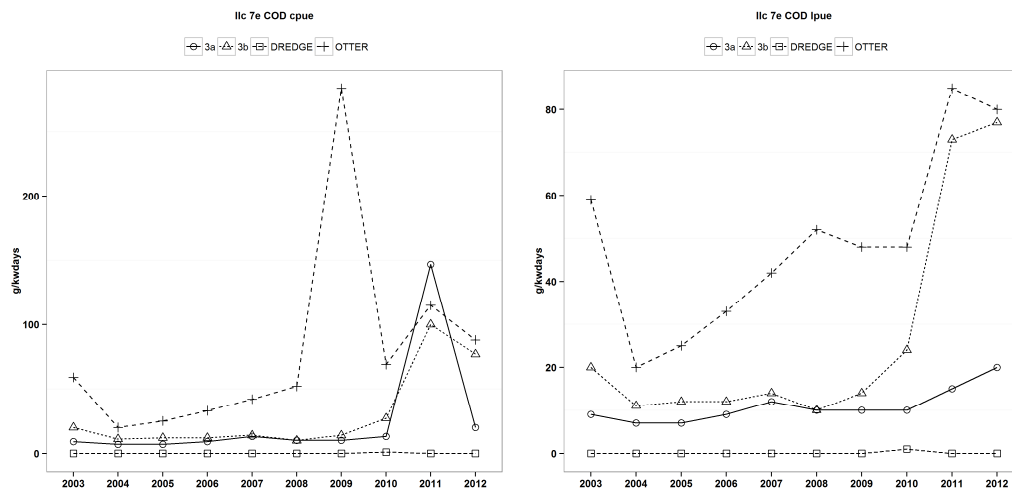 IIc 7e COD cpue
3a 3b DREDGE OTTER
g/kwdays
200
100
0
2003 2004 2005 2006 2007 2008 2009 2010 2011 2012
IIc 7e COD lpue
3a 3b DREDGE OTTER
g/kwdays
80
60
40
20
0
2003 2004 2005 2006 2007 2008 2009 2010 2011 2012